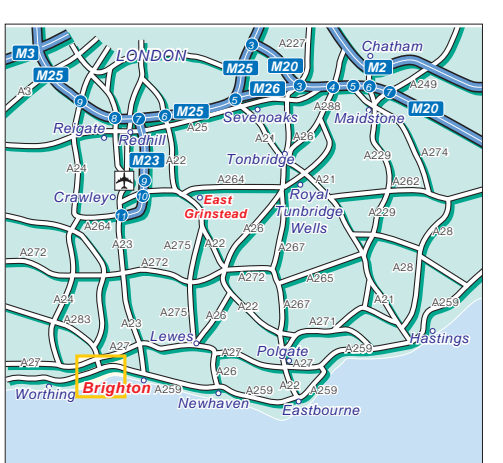 M3
LONDON
3
A227
Chatham
M25
M25
M20
M2
A3
9
M26
3
4
5
6
7
A249
8
7
6
M25
5
A288
M20
Reigate
Redhill
A25
Sevenoaks
Maidstone
A21
A26
M23
A22
Tonbridge
A229
A274
A24
9
A264
A21
A262
Crawley
10
East
Grinstead
Royal
Tunbridge
Wells
11
A264
A229
A23
A275
A22
A26
A267
A28
A272
A272
A272
A265
A28
A24
A275
A22
A267
A21
A259
A283
A23
A26
A271
Lewes
Hastings
A27
A27
Polgate
A259
A27
A26
A27
Worthing
Brighton
A259
Newhaven
A259
A22
A259
Eastbourne